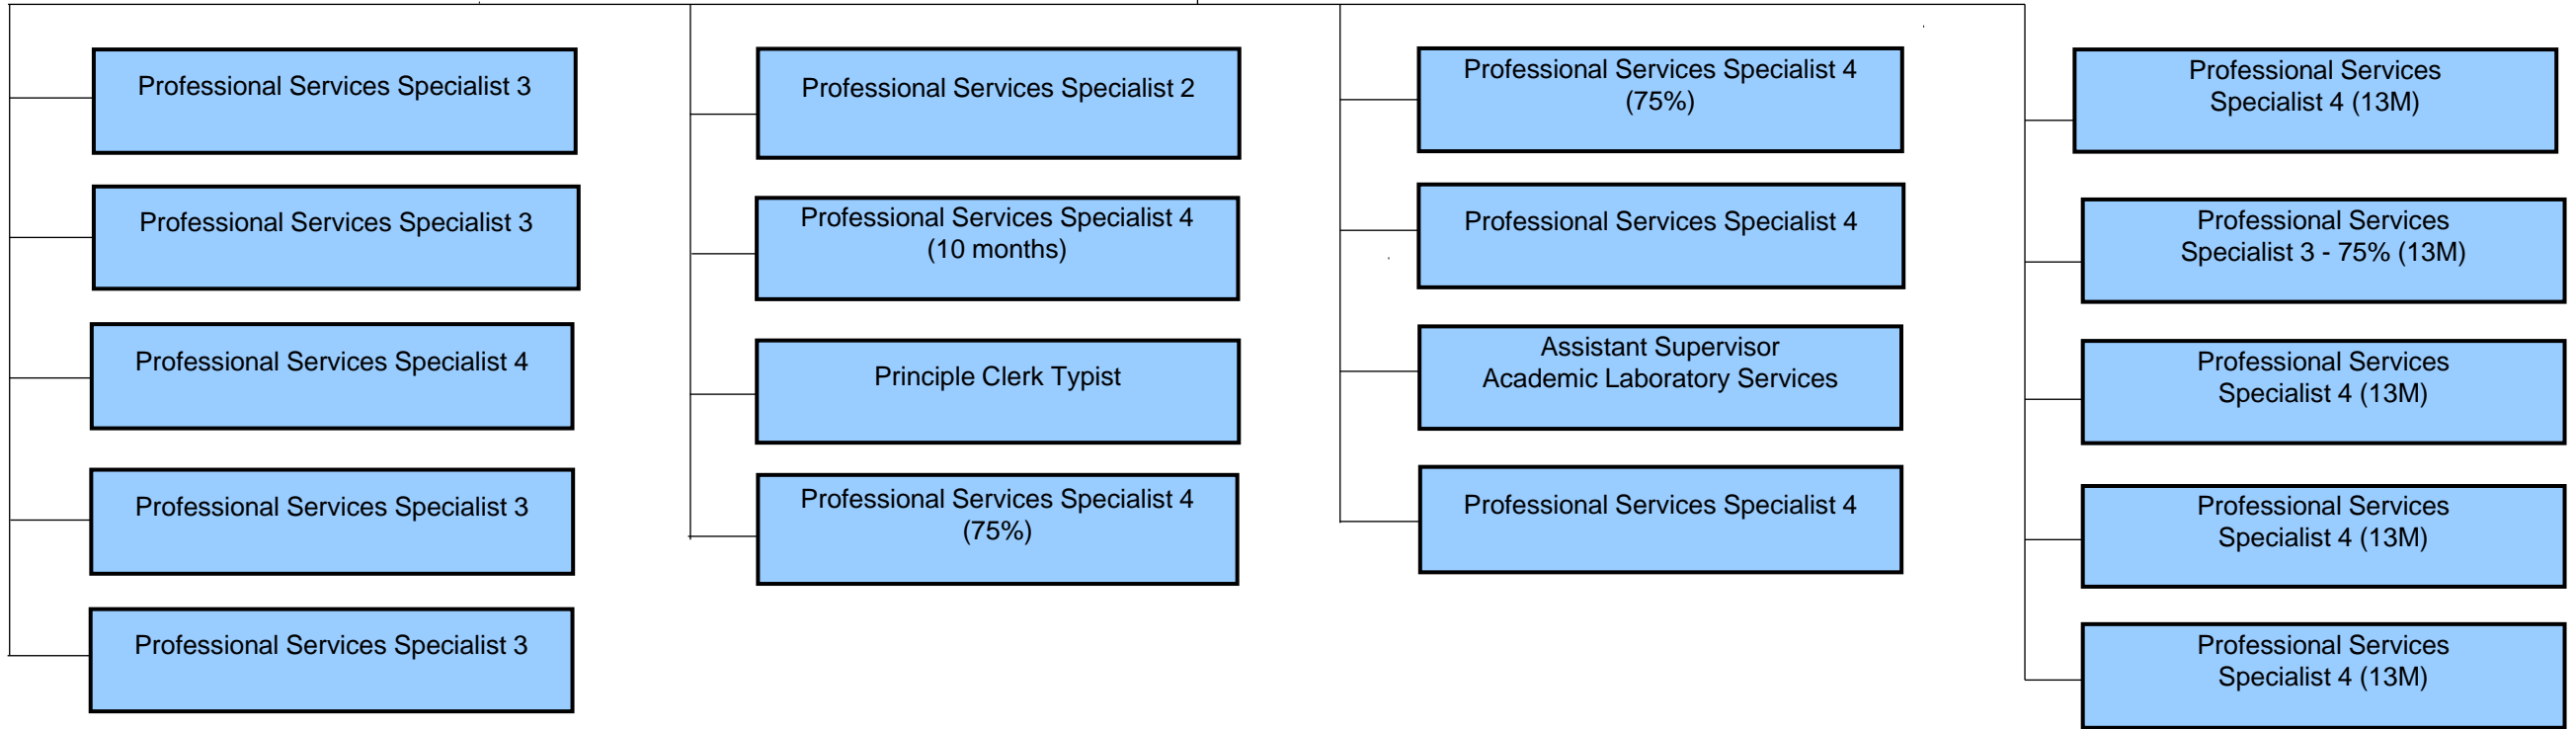 Professional Services Specialist 3
Professional Services Specialist 3
Professional Services Specialist 4
Professional Services Specialist 3
Professional Services Specialist 3
Professional Services Specialist 2
Professional Services Specialist 4
(10 months)
Principle Clerk Typist
Professional Services Specialist 4
(75%)
Professional Services Specialist 4
(75%)
Professional Services Specialist 4
Assistant Supervisor
Academic Laboratory Services
Professional Services Specialist 4
Professional Services
Specialist 4 (13M)
Professional Services
Specialist 3 - 75% (13M)
Professional Services
Specialist 4 (13M)
Professional Services
Specialist 4 (13M)
Professional Services
Specialist 4 (13M)